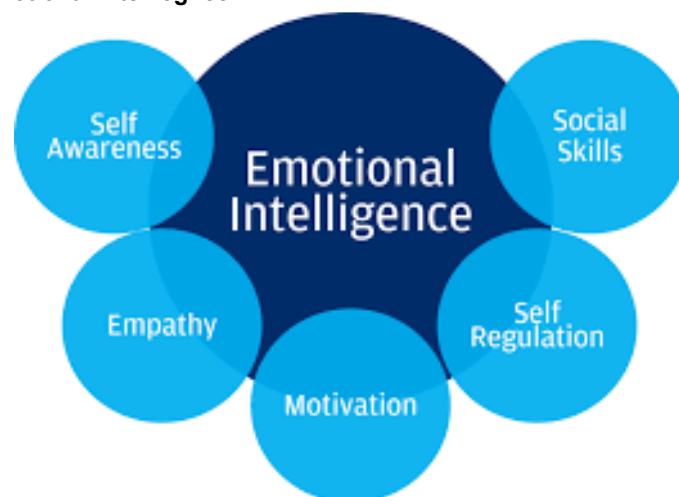 Self
Awareness
Emotional
Intelligence
Social
Skills
Empathy
Self
Regulation
Motivation